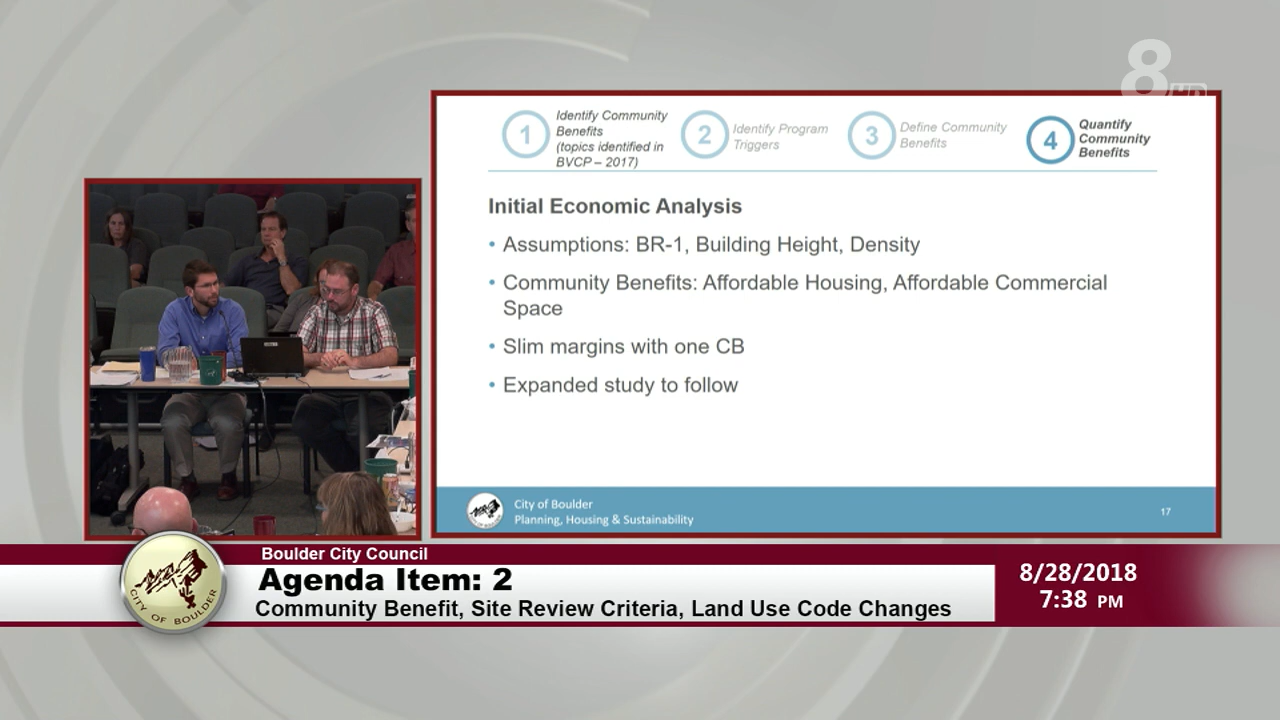 8 HD
1
Identify Community
Benefits
(topics identified in
BVCP – 2017)
2
Identify Program
Triggers
3
Define Community
Benefits
4
Quantify
Community
Benefits
Initial Economic Analysis
• Assumptions: BR-1, Building Height, Density
• Community Benefits: Affordable Housing, Affordable Commercial
Space
• Slim margins with one CB
• Expanded study to follow
City of Boulder
Planning, Housing & Sustainability
17
Boulder City Council
Agenda Item: 2
Community Benefit, Site Review Criteria, Land Use Code Changes
CITY OF BOULDER
8/28/2018
7:38 PM